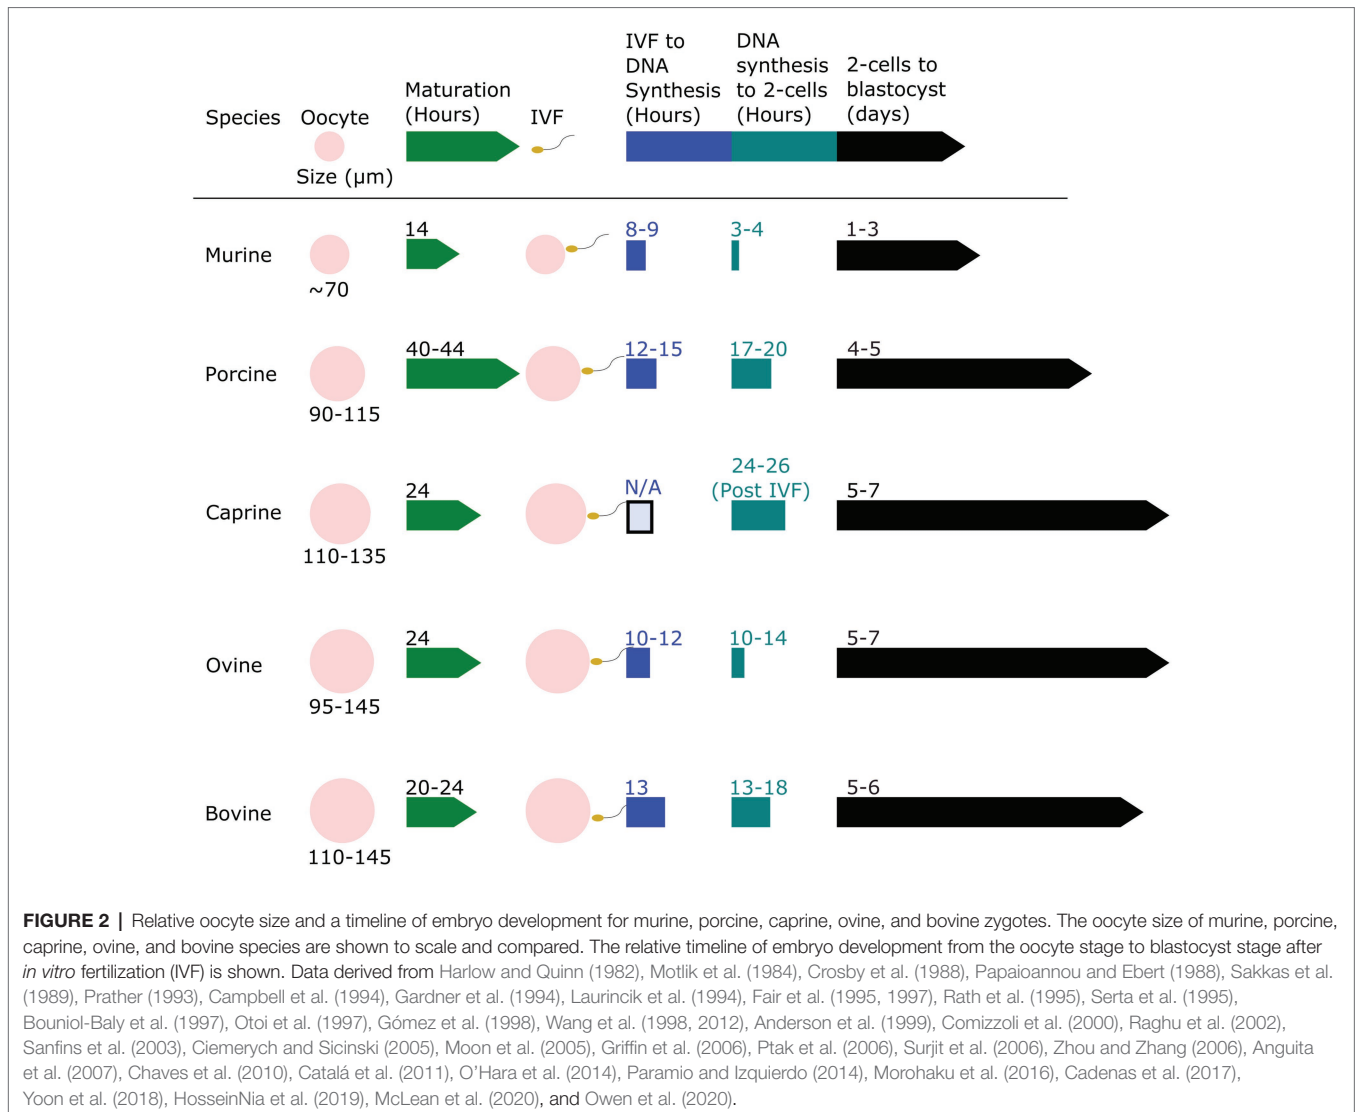 Species
Oocyte
Size (µm)
Maturation
(Hours)
IVF
IVF to
DNA
Synthesis
(Hours)
DNA
synthesis
to 2-cells
(Hours)
2-cells to
blastocyst
(days)
Murine
~70
14
8-9
3-4
1-3
Porcine
90-115
40-44
12-15
17-20
4-5
Caprine
110-135
24
N/A
24-26
(Post IVF)
5-7
Ovine
95-145
24
10-12
10-14
5-7
Bovine
110-145
20-24
13
13-18
5-6
FIGURE 2 | Relative oocyte size and a timeline of embryo development for murine, porcine, caprine, ovine, and bovine zygotes. The oocyte size of murine, porcine,
caprine, ovine, and bovine species are shown to scale and compared. The relative timeline of embryo development from the oocyte stage to blastocyst stage after
in vitro fertilization (IVF) is shown. Data derived from Harlow and Quinn (1982), Motlik et al. (1984), Crosby et al. (1988), Papaioannou and Ebert (1988), Sakkas et al.
(1989), Prather (1993), Campbell et al. (1994), Gardner et al. (1994), Laurincik et al. (1994), Fair et al. (1995, 1997), Rath et al. (1995), Serta et al. (1995),
Bouniol-Baly et al. (1997), Otoi et al. (1997), Gómez et al. (1998), Wang et al. (1998, 2012), Anderson et al. (1999), Comizzoli et al. (2000), Raghu et al. (2002),
Sanfins et al. (2003), Ciemerych and Sicinski (2005), Moon et al. (2005), Griffin et al. (2006), Ptak et al. (2006), Surjit et al. (2006), Zhou and Zhang (2006), Anguita
et al. (2007), Chaves et al. (2010), Catalá et al. (2011), O'Hara et al. (2014), Paramio and Izquierdo (2014), Morohaku et al. (2016), Cadenas et al. (2017),
Yoon et al. (2018), HosseinNia et al. (2019), McLean et al. (2020), and Owen et al. (2020).